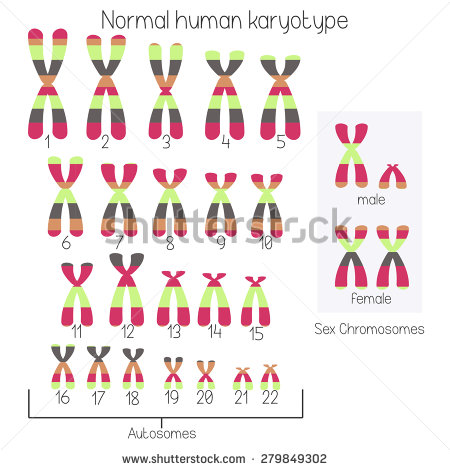 Normal human karyotype
1 2 3 4 5
male
6 7 8 9 10
shutterstock
female
11 12 13 14 15
Sex Chromosomes
16 17 18 19 20 21 22
Autosomes
www.shutterstock.com · 279849302